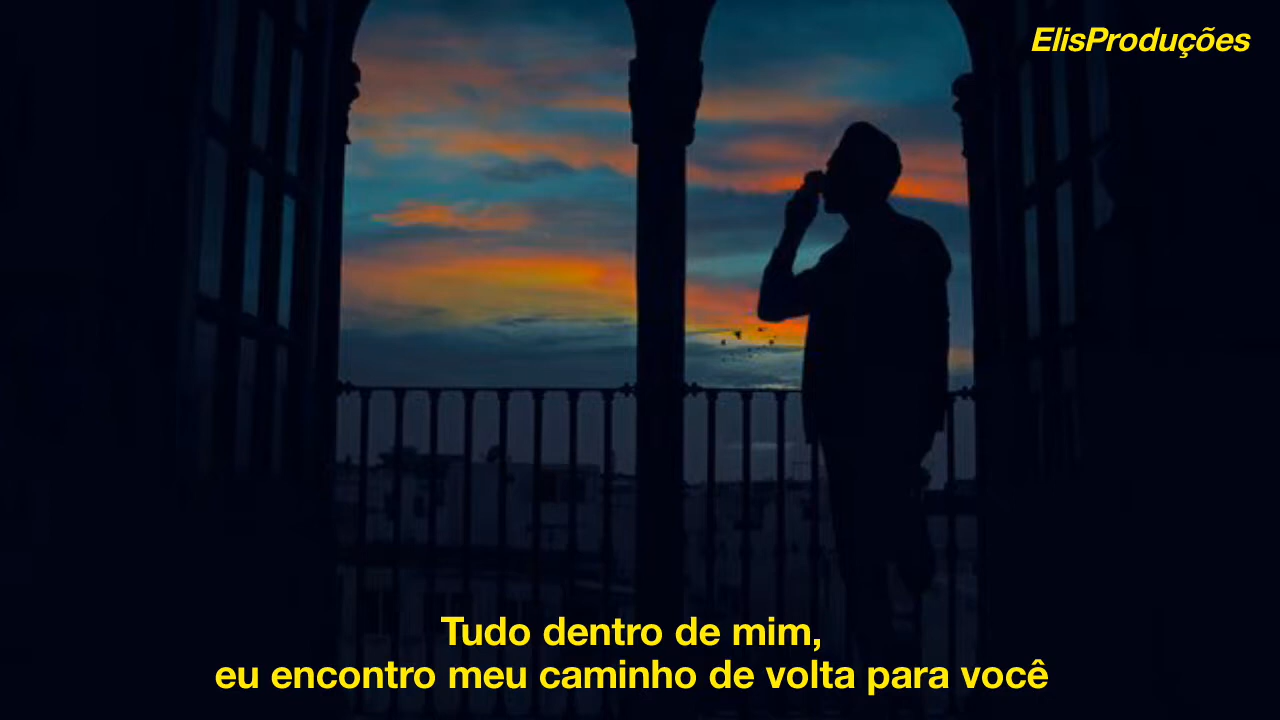 ElisProduções
Tudo dentro de mim,
eu encontro meu caminho de volta para você